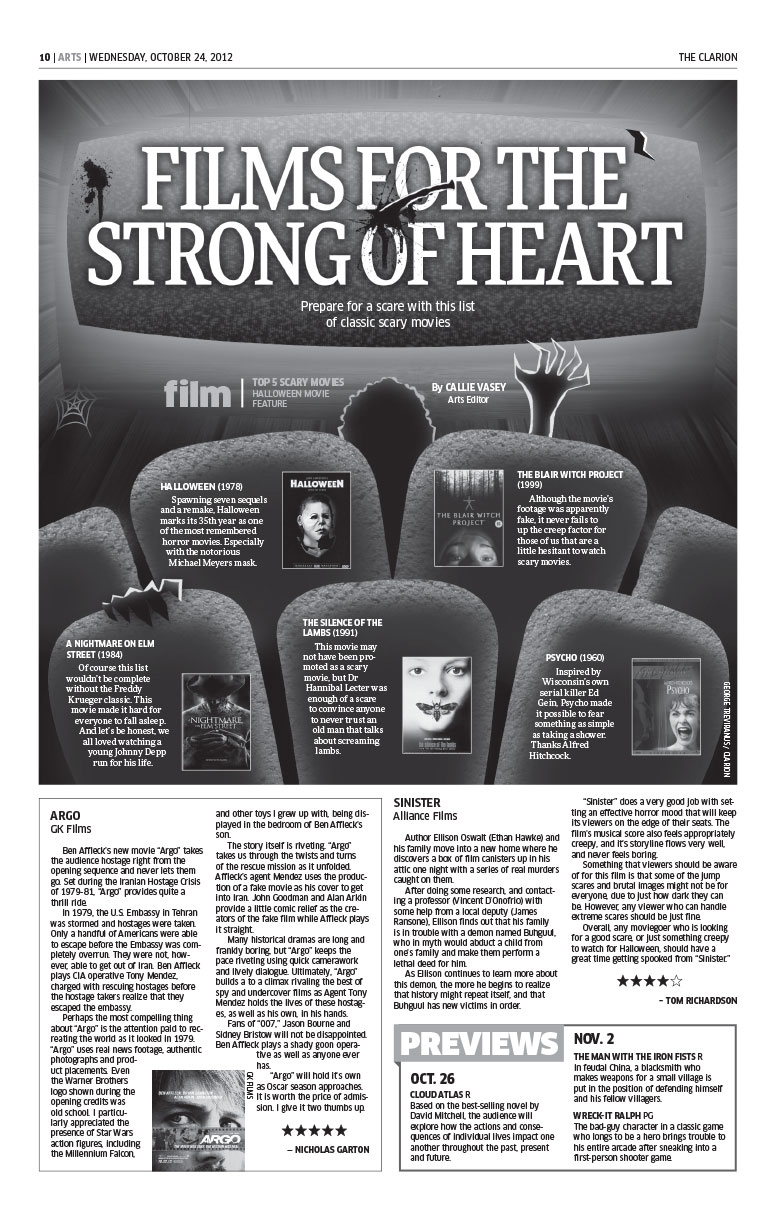 10 | ARTS | WEDNESDAY, OCTOBER 24, 2012
THE CLARION
FILMS FOR THE
STRONG OF HEART
Prepare for a scare with this list
of classic scary movies
film
TOP 5 SCARY MOVIES
HALLOWEEN MOVIE
FEATURE
By CALLIE VASEY
Arts Editor
HALLOWEEN (1978)
Spawning seven sequels
and a remake, Halloween
marks its 35th year as one
of the most remembered
horror movies. Especially
with the notorious
Michael Meyers mask.
HALLOWEEN
THE BLAIR WITCH
PROJECT
THE BLAIR WITCH PROJECT
(1999)
Although the movie's
footage was apparently
fake, it never fails to
up the creep factor for
those of us that are a
little hesitant to watch
scary movies.
A NIGHTMARE ON ELM
STREET (1984)
Of course this list
wouldn't be complete
without the Freddy
Krueger classic. This
movie made it hard for
everyone to fall asleep.
And let's be honest, we
all loved watching a
young Johnny Depp
run for his life.
NIGHTMARE
ON ELM STREET
THE SILENCE OF THE
LAMBS (1991)
This movie may
not have been pro-
moted as a scary
movie, but Dr
Hannibal Lecter was
enough of a scare
to convince anyone
to never trust an
old man that talks
about screaming
lambs.
the silence of the lambs
PSYCHO (1960)
Inspired by
Wisconsin's own
serial killer Ed
Gein, Psycho made
it possible to fear
something as simple
as taking a shower.
Thanks Alfred
Hitchcock.
PSYCHO
GEORGE TREVIRANUS / CLARION
ARGO
GK Films
Ben Affleck's new movie "Argo" takes
the audience hostage right from the
opening sequence and never lets them
go. Set during the Iranian Hostage Crisis
of 1979-81, "Argo" provides quite a
thrill ride.
In 1979, the U.S. Embassy in Tehran
was stormed and hostages were taken.
Only a handful of Americans were able
to escape before the Embassy was com-
pletely overrun. They were not, how-
ever, able to get out of Iran. Ben Affleck
plays CIA operative Tony Mendez,
charged with rescuing hostages before
the hostage takers realize that they
escaped the embassy.
Perhaps the most compelling thing
about "Argo" is the attention paid to rec-
reating the world as it looked in 1979.
"Argo" uses real news footage, authentic
photographs and prod-
uct placements. Even
the Warner Brothers
logo shown during the
opening credits was
old school. I particu-
larly appreciated the
presence of Star Wars
action figures, including
the Millennium Falcon,
ARGO
GK FILMS
and other toys I grew up with, being dis-
played in the bedroom of Ben Affleck's
son.
The story itself is riveting. "Argo"
takes us through the twists and turns
of the rescue mission as it unfolded.
Affleck's agent Mendez uses the produc-
tion of a fake movie as his cover to get
into Iran. John Goodman and Alan Arkin
provide a little comic relief as the cre-
ators of the fake film while Affleck plays
it straight.
Many historical dramas are long and
frankly boring, but "Argo" keeps the
pace riveting using quick camerawork
and lively dialogue. Ultimately, "Argo"
builds a to a climax rivaling the best of
spy and undercover films as Agent Tony
Mendez holds the lives of these hostag-
es, as well as his own, in his hands.
Fans of "007," Jason Bourne and
Sidney Bristow will not be disappointed.
Ben Affleck plays a shady goon opera-
tive as well as anyone ever
has.
"Argo" will hold it's own
as Oscar season approaches.
It is worth the price of admis-
sion. I give it two thumbs up.
★★★★★
– NICHOLAS GARTON
SINISTER
Alliance Films
Author Ellison Oswalt (Ethan Hawke) and
his family move into a new home where he
discovers a box of film canisters up in his
attic one night with a series of real murders
caught on them.
After doing some research, and contact-
ing a professor (Vincent D'Onofrio) with
some help from a local deputy (James
Ransone), Ellison finds out that his family
is in trouble with a demon named Buhguul,
who in myth would abduct a child from
one's family and make them perform a
lethal deed for him.
As Ellison continues to learn more about
this demon, the more he begins to realize
that history might repeat itself, and that
Buhguul has new victims in order.
"Sinister" does a very good job with set-
ting an effective horror mood that will keep
its viewers on the edge of their seats. The
film's musical score also feels appropriately
creepy, and it's storyline flows very well,
and never feels boring.
Something that viewers should be aware
of for this film is that some of the jump
scares and brutal images might not be for
everyone, due to just how dark they can
be. However, any viewer who can handle
extreme scares should be just fine.
Overall, any moviegoer who is looking
for a good scare, or just something creepy
to watch for Halloween, should have a
great time getting spooked from "Sinister."
★★★★☆
– TOM RICHARDSON
PREVIEWS
OCT. 26
CLOUD ATLAS R
Based on the best-selling novel by
David Mitchell, the audience will
explore how the actions and conse-
quences of individual lives impact one
another throughout the past, present
and future.
NOV. 2
THE MAN WITH THE IRON FISTS R
In feudal China, a blacksmith who
makes weapons for a small village is
put in the position of defending himself
and his fellow villagers.
WRECK-IT RALPH PG
The bad-guy character in a classic game
who longs to be a hero brings trouble to
his entire arcade after sneaking into a
first-person shooter game.